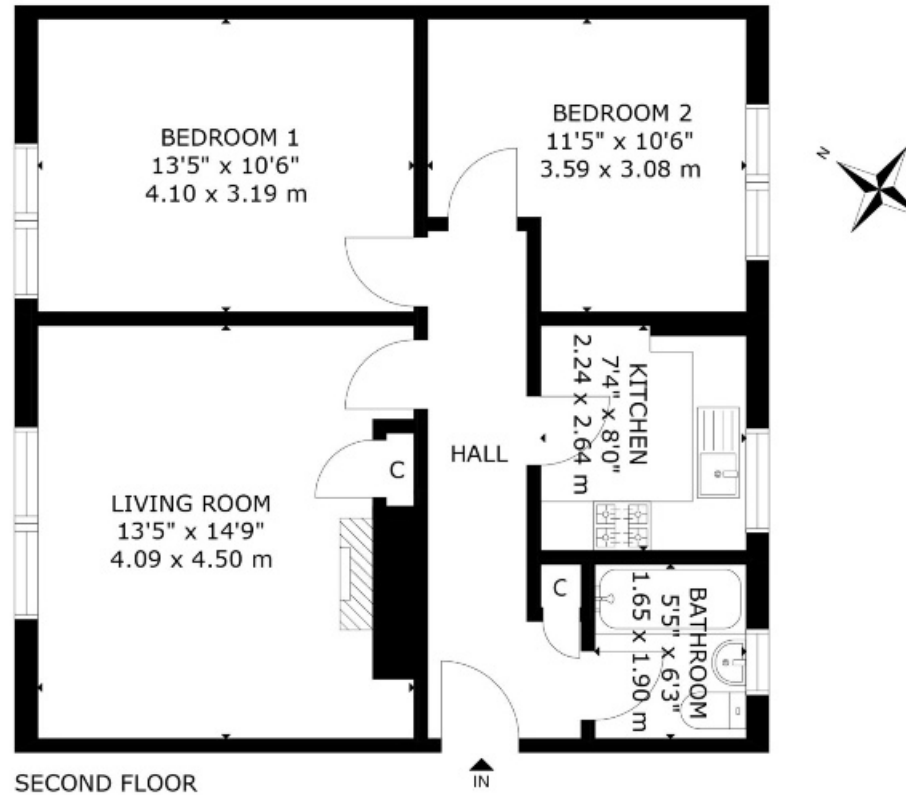 BEDROOM 1
13'5" x 10'6"
4.10 x 3.19 m
BEDROOM 2
11'5" x 10'6"
3.59 x 3.08 m
N
KITCHEN
7'4" x 8'0"
2.24 x 2.64 m
HALL
C
LIVING ROOM
13'5" x 14'9"
4.09 x 4.50 m
C
BATHROOM
5'5" x 6'3"
1.65 x 1.90 m
SECOND FLOOR
IN